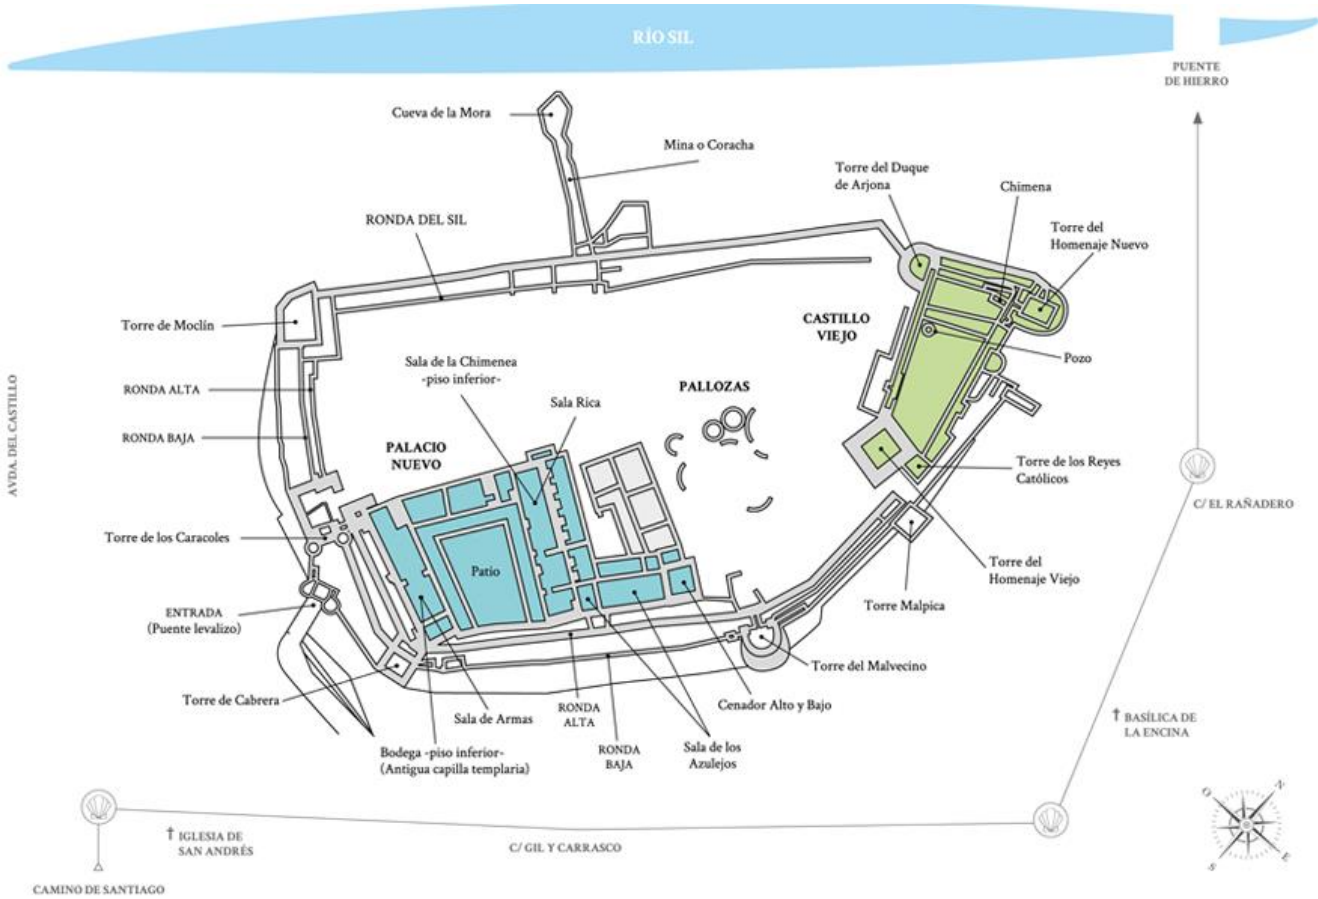 RÍO SIL
PUENTE
DE HIERRO
Cueva de la Mora
Mina o Coracha
Torre del Duque
de Arjona
Chimena
RONDA DEL SIL
Torre del
Homenaje Nuevo
Torre de Moclín
CASTILLO
VIEJO
Sala de la Chimenea
-piso inferior-
Pozo
RONDA ALTA
PALLOZAS
AVDA. DEL CASTILLO
Sala Rica
RONDA BAJA
PALACIO
NUEVO
Torre de los Reyes
Católicos
C/ EL RAÑADERO
Torre de los Caracoles
Patio
Torre del
Homenaje Viejo
ENTRADA
(Puente levalizo)
Torre Malpica
Torre del Malvecino
Torre de Cabrera
Sala de Armas
RONDA
ALTA
Cenador Alto y Bajo
† BASÍLICA DE
LA ENCINA
Bodega -piso inferior-
(Antigua capilla templaria)
RONDA
BAJA
Sala de los
Azulejos
N
O
E
S
† IGLESIA DE
SAN ANDRÉS
C/ GIL Y CARRASCO
CAMINO DE SANTIAGO